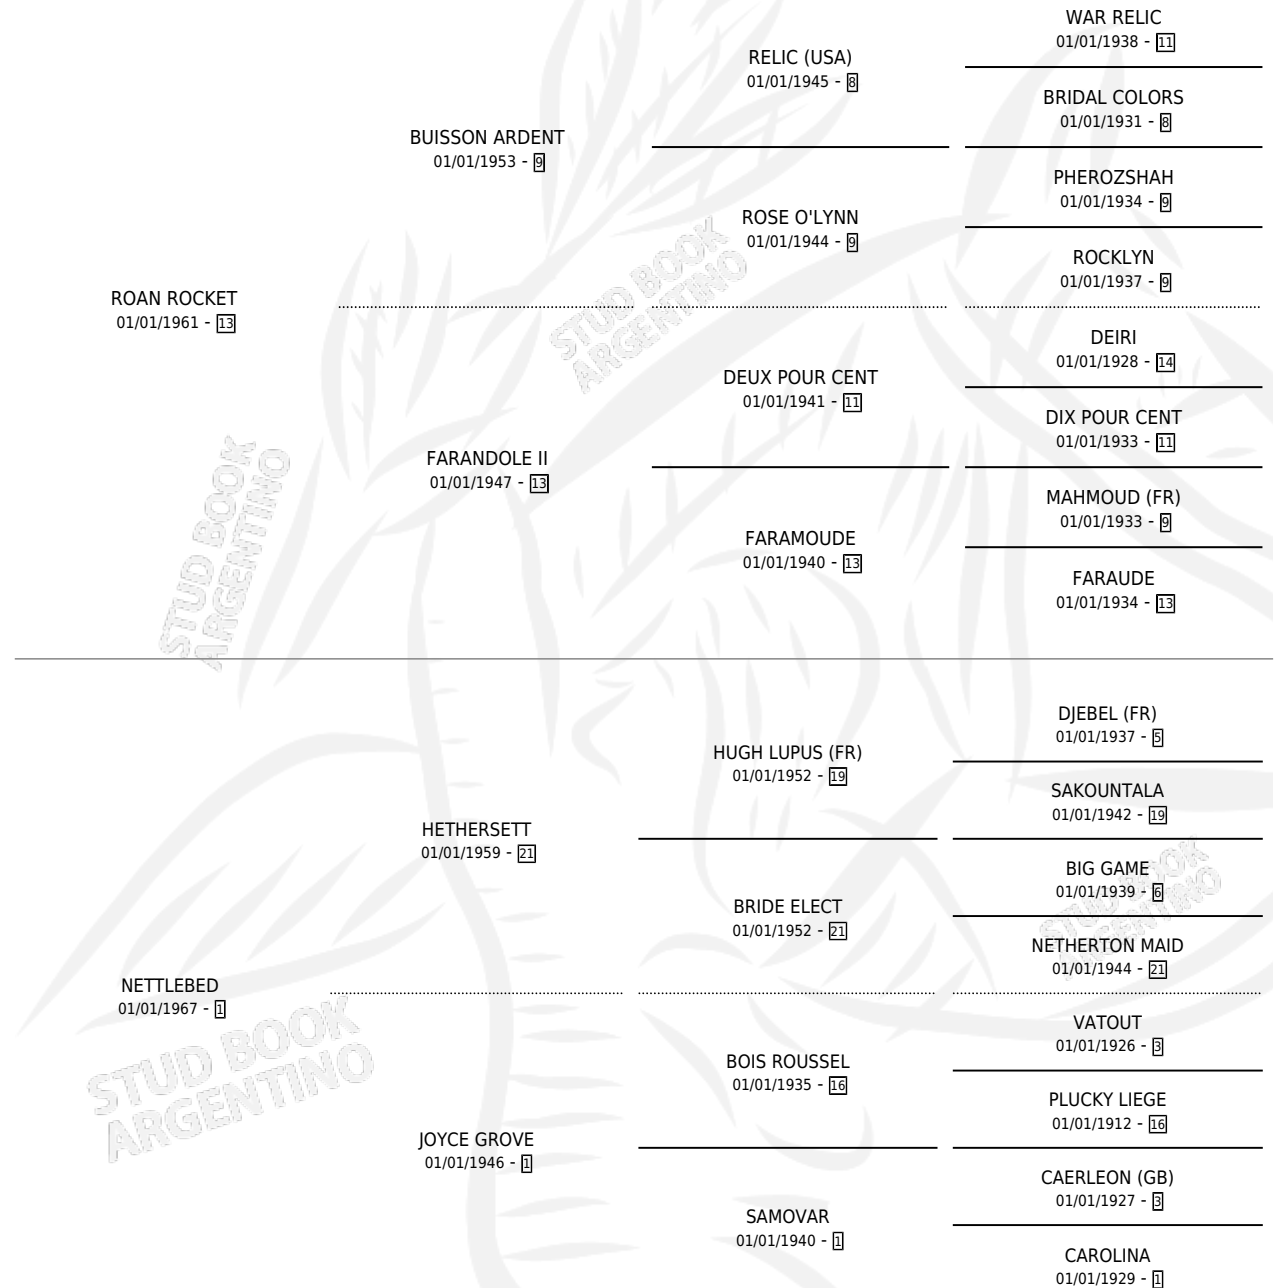 WAR RELIC
01/01/1938 - 11
RELIC (USA)
01/01/1945 - 8
BRIDAL COLORS
01/01/1931 - 8
BUISSON ARDENT
01/01/1953 - 9
PHEROZSHAH
01/01/1934 - 9
ROSE O'LYNN
01/01/1944 - 9
ROCKLYN
01/01/1937 - 9
ROAN ROCKET
01/01/1961 - 13
DEIRI
01/01/1928 - 14
DEUX POUR CENT
01/01/1941 - 11
DIX POUR CENT
01/01/1933 - 11
FARANDOLE II
01/01/1947 - 13
MAHMOUD (FR)
01/01/1933 - 9
FARAMOUDE
01/01/1940 - 13
FARAUDE
01/01/1934 - 13
DJEBEL (FR)
01/01/1937 - 5
HUGH LUPUS (FR)
01/01/1952 - 19
SAKOUNTALA
01/01/1942 - 19
HETHERSETT
01/01/1959 - 21
BIG GAME
01/01/1939 - 6
BRIDE ELECT
01/01/1952 - 21
NETHERTON MAID
01/01/1944 - 21
NETTLEBED
01/01/1967 - 1
VATOUT
01/01/1926 - 3
BOIS ROUSSEL
01/01/1935 - 16
PLUCKY LIEGE
01/01/1912 - 16
JOYCE GROVE
01/01/1946 - 1
CAERLEON (GB)
01/01/1927 - 3
SAMOVAR
01/01/1940 - 1
CAROLINA
01/01/1929 - 1
STUD BOOK
ARGENTINO
STUD BOOK
ARGENTINO
STUD BOOK
ARGENTINO
STUD BOOK
ARGENTINO